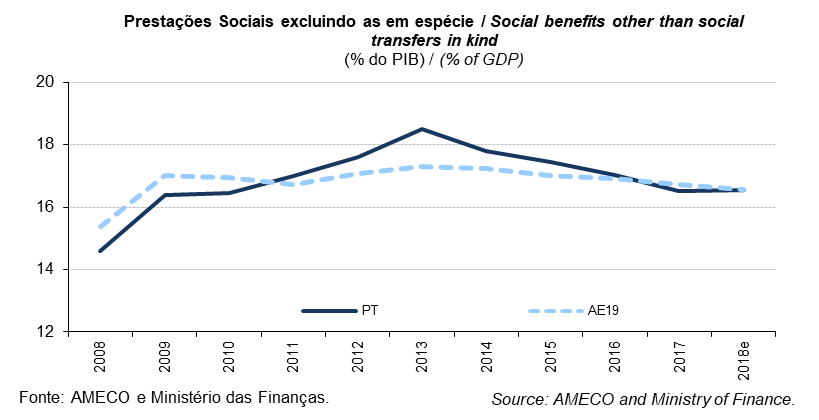 Prestações Sociais excluindo as em espécie / Social benefits other than social
transfers in kind
(% do PIB) / (% of GDP)
20
18
16
14
12
PT
AE19
2008
2009
2010
2011
2012
2013
2014
2015
2016
2017
2018e
Fonte: AMECO e Ministério das Finanças.
Source: AMECO and Ministry of Finance.